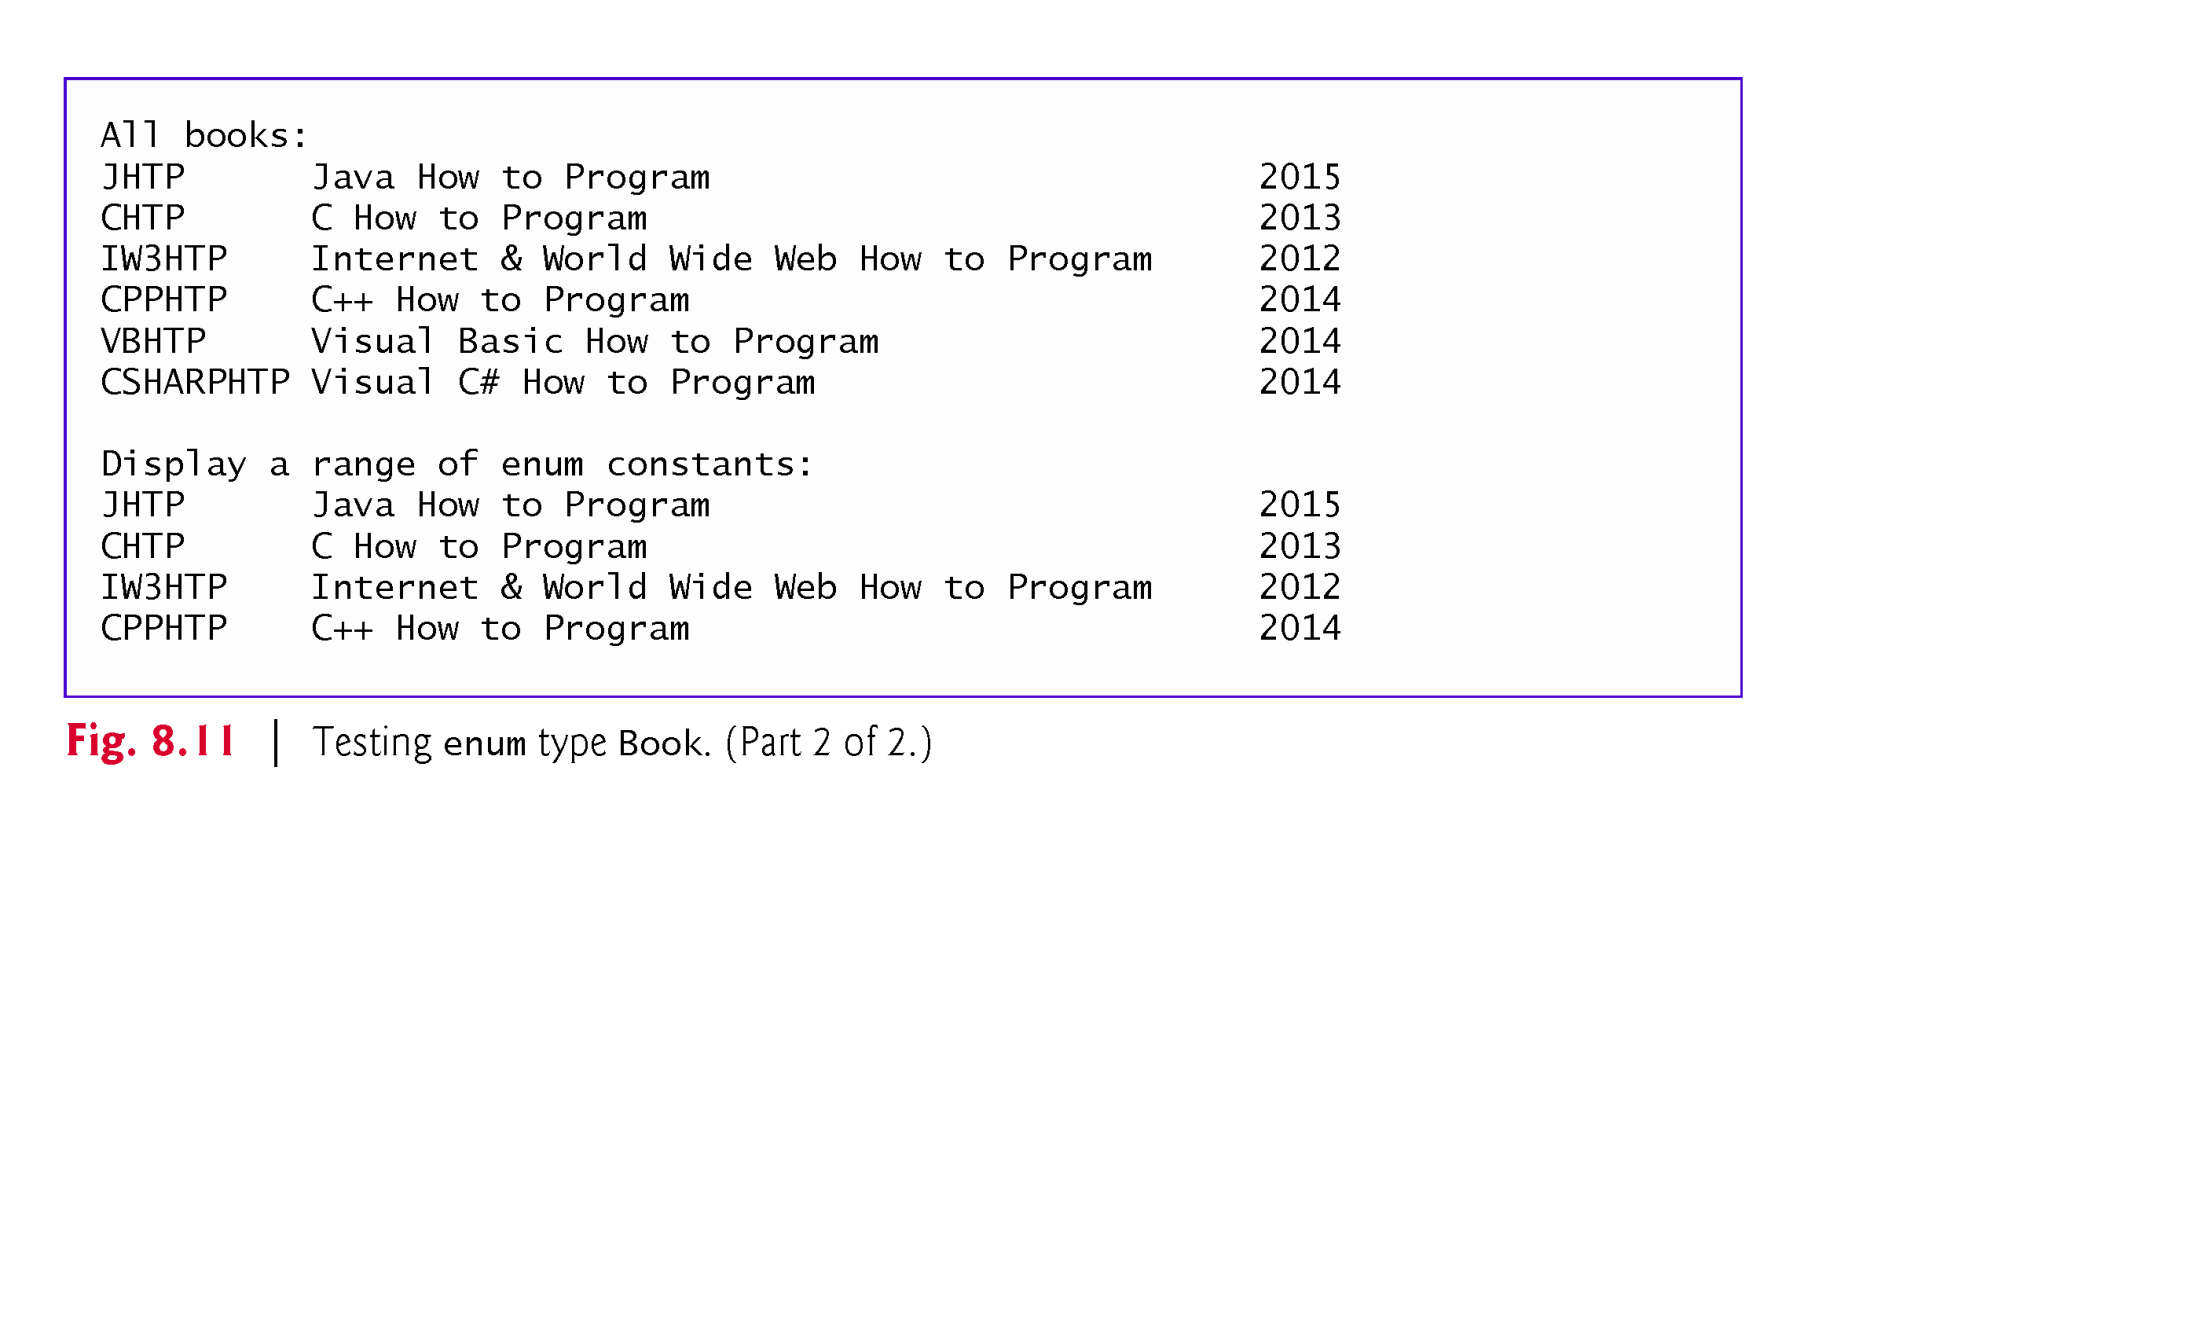 All books:
JHTP      Java How to Program                          2015
CHTP      C How to Program                             2013
IW3HTP    Internet & World Wide Web How to Program     2012
CPPHTP    C++ How to Program                           2014
VBHTP     Visual Basic How to Program                  2014
CSHARPHTP Visual C# How to Program                     2014

Display a range of enum constants:
JHTP      Java How to Program                          2015
CHTP      C How to Program                             2013
IW3HTP    Internet & World Wide Web How to Program     2012
CPPHTP    C++ How to Program                           2014
Fig. 8.11 | Testing enum type Book. (Part 2 of 2.)